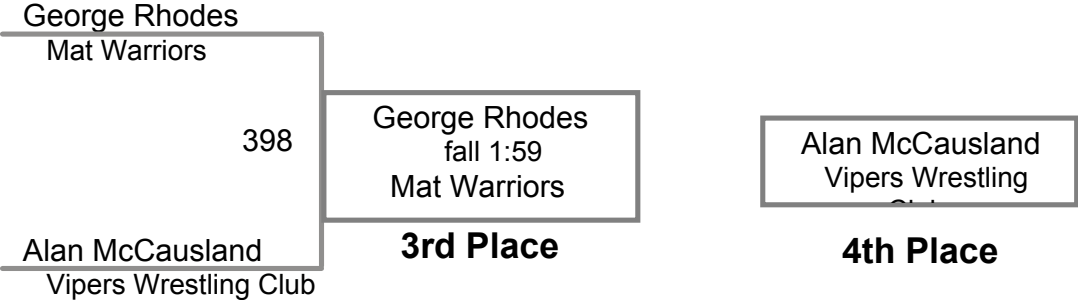 George Rhodes
Mat Warriors
398
Alan McCausland
Vipers Wrestling Club
George Rhodes
fall 1:59
Mat Warriors
3rd Place
Alan McCausland
Vipers Wrestling
4th Place